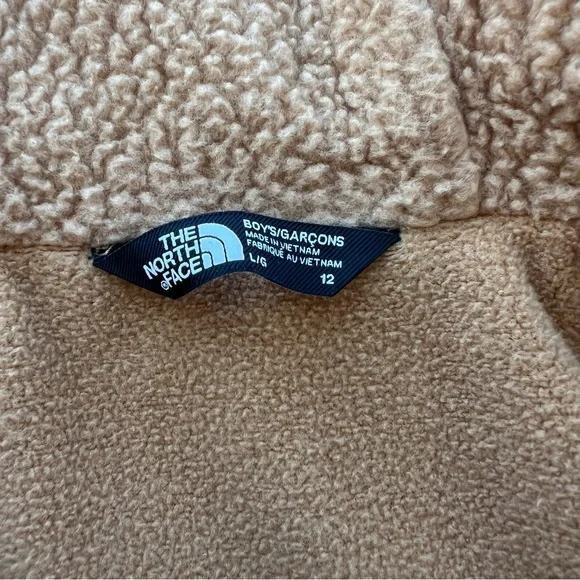 THE
NORTH
FACE
BOY'S/GARÇONS
MADE IN VIETNAM
FABRIQUÉ AU VIETNAM
L/G
12